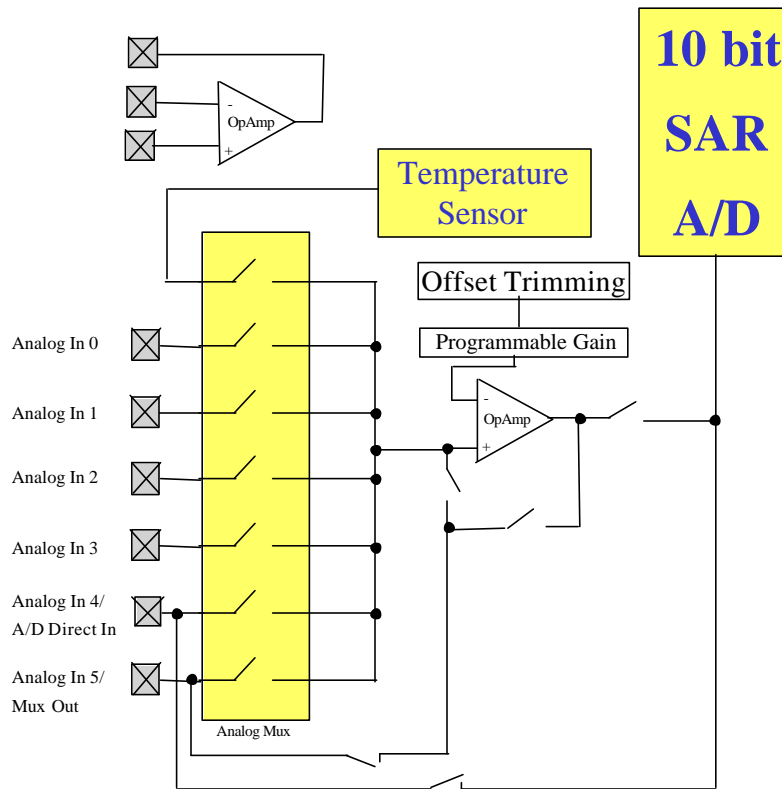 10 bit
SAR
A/D
-
OpAmp
+
Temperature
Sensor
Offset Trimming
Programmable Gain
-
OpAmp
+
Analog In 0
Analog In 1
Analog In 2
Analog In 3
Analog In 4/
A/D Direct In
Analog In 5/
Mux Out
Analog Mux